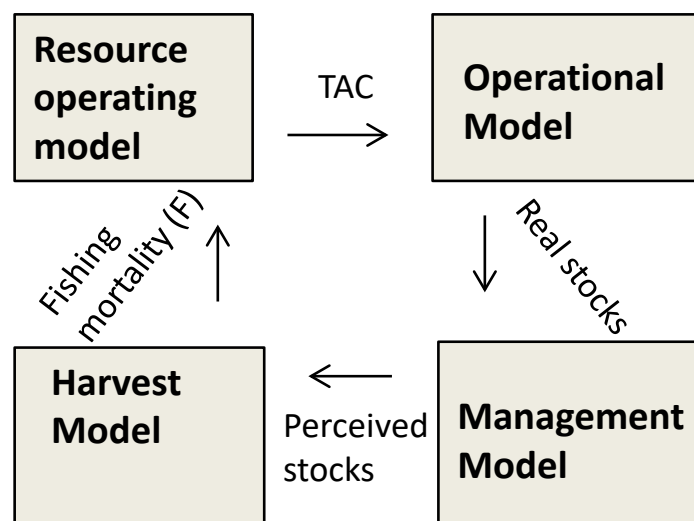 Resource
operating
model
TAC
Operational
Model
Real stocks
Fishing
mortality (F)
Harvest
Model
Perceived
stocks
Management
Model